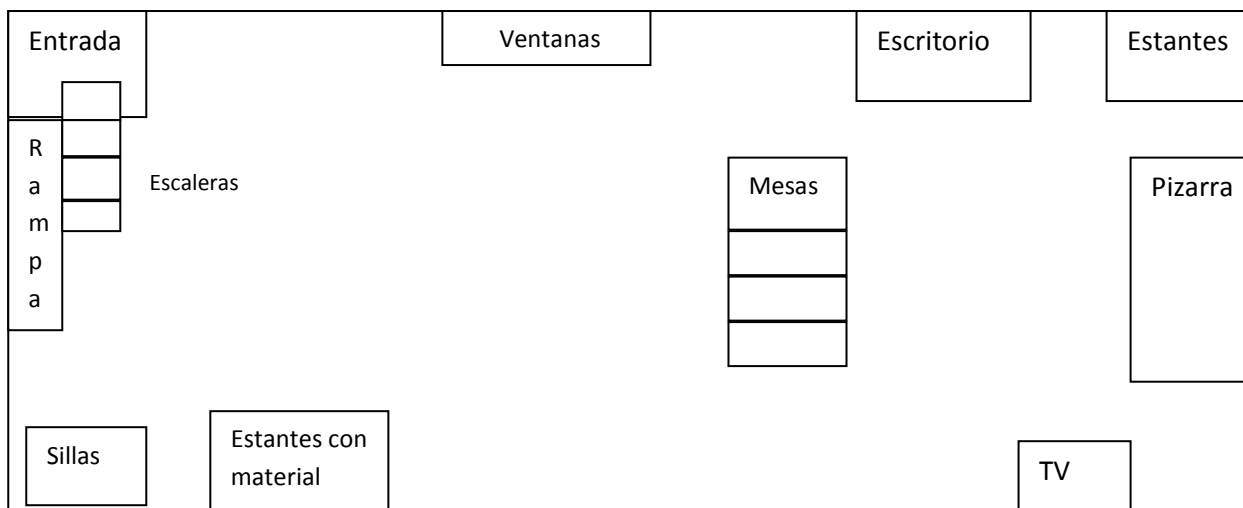 Entrada
Ventanas
Escritorio
Estantes
R
a
m
p
a
Escaleras
Mesas
Pizarra
Sillas
Estantes con
material
TV